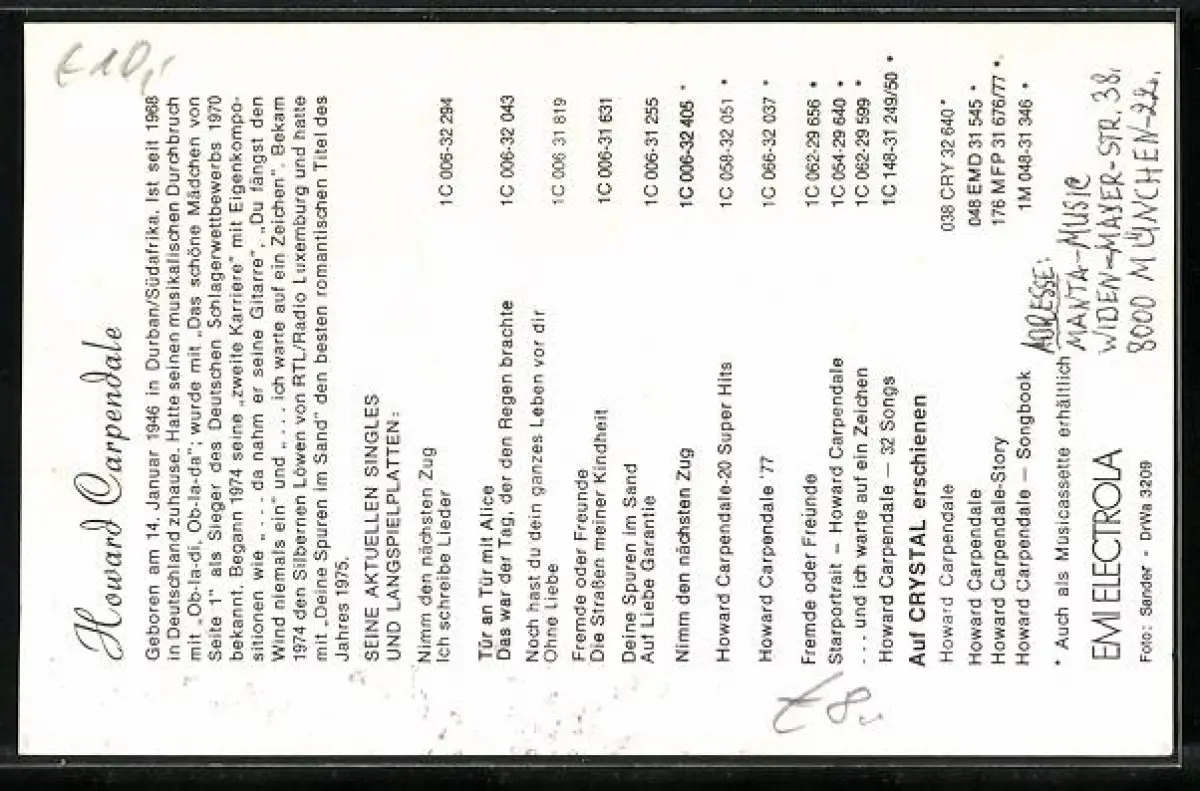 € 10,-
Howard Carpendale
Geboren am 14. Januar 1946 in Durban/Südafrika. Ist seit 1968
in Deutschland zuhause. Hatte seinen musikalischen Durchbruch
mit „Ob-la-di, Ob-la-da“; wurde mit „Das schöne Mädchen von
Seite 1“ als Sieger des Deutschen Schlagerwettbewerbs 1970
bekannt. Begann 1974 seine „zweite Karriere“ mit Eigenkompo-
sitionen wie „. . . da nahm er seine Gitarre“, „Du fängst den
Wind niemals ein“ und „. . . ich warte auf ein Zeichen“. Bekam
1974 den Silbernen Löwen von RTL/Radio Luxemburg und hatte
mit „Deine Spuren im Sand“ den besten romantischen Titel des
Jahres 1975.
SEINE AKTUELLEN SINGLES
UND LANGSPIELPLATTEN:
Nimm den nächsten Zug
Ich schreibe Lieder 1C 006-32 294
Tür an Tür mit Alice
Das war der Tag, der den Regen brachte 1C 006-32 043
Noch hast du dein ganzes Leben vor dir
Ohne Liebe 1C 006 31 819
Fremde oder Freunde
Die Straßen meiner Kindheit 1C 006-31 631
Deine Spuren im Sand
Auf Liebe Garantie 1C 006-31 255
Nimm den nächsten Zug 1C 006-32 405 *
Howard Carpendale-20 Super Hits 1C 058-32 051 *
Howard Carpendale '77 1C 066-32 037 *
Fremde oder Freunde 1C 062-29 656 *
Starportrait – Howard Carpendale 1C 054-29 640 *
. . . und ich warte auf ein Zeichen 1C 062-29 599 *
Howard Carpendale – 32 Songs 1C 148-31 249/50 *
Auf CRYSTAL erschienen
Howard Carpendale 038 CRY 32 640*
Howard Carpendale 048 EMD 31 545 *
Howard Carpendale-Story 176 MFP 31 676/77 *
Howard Carpendale – Songbook 1M 048-31 346 *
* Auch als Musicassette erhältlich
EMI ELECTROLA
Foto: Sander - DrWa 3209
ADRESSE:
MANTA-MUSIC
WIDEN-MAYER-STR. 38.
8000 MÜNCHEN-22.
€ 8,-